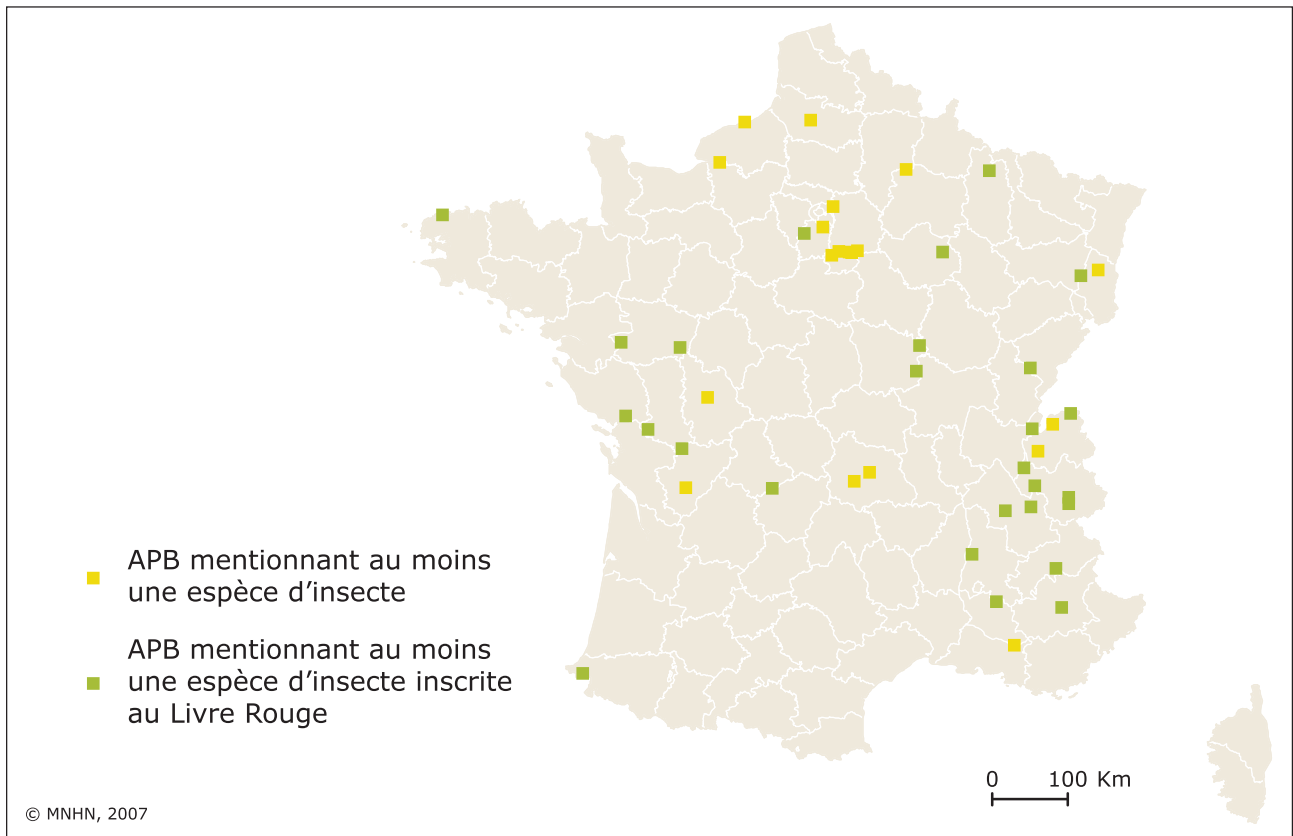 APB mentionnant au moins
une espèce d’insecte
APB mentionnant au moins
une espèce d’insecte inscrite
au Livre Rouge
0 100 Km
© MNHN, 2007